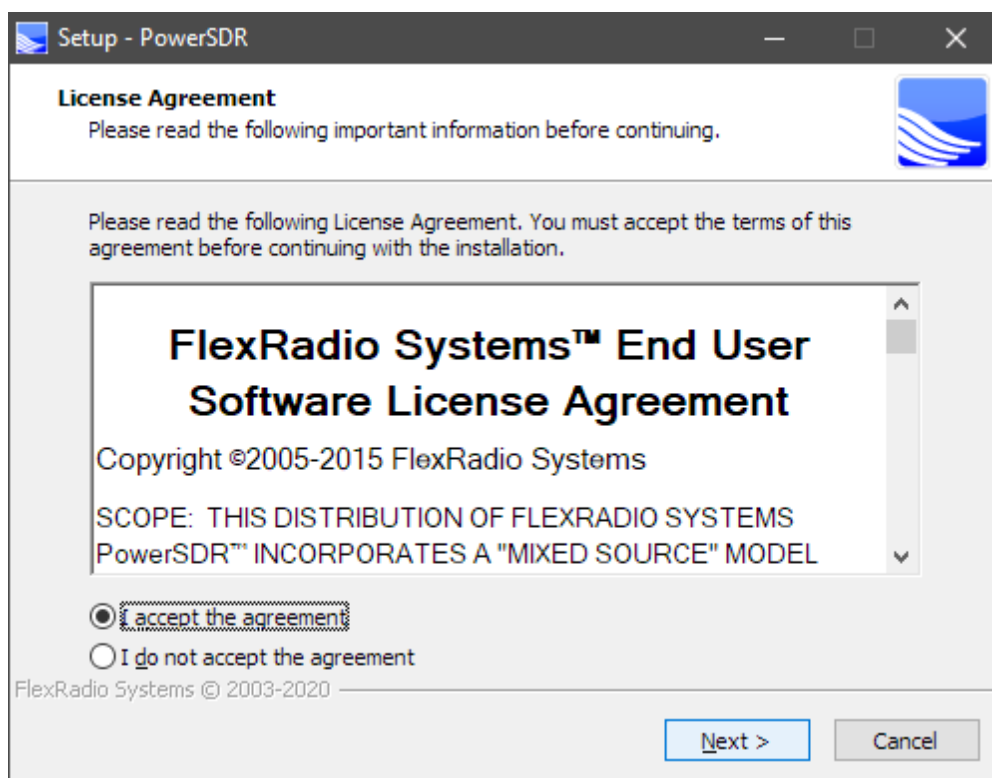 Setup - PowerSDR
License Agreement
Please read the following important information before continuing.
Please read the following License Agreement. You must accept the terms of this
agreement before continuing with the installation.
FlexRadio Systems™ End User
Software License Agreement
Copyright ©2005-2015 FlexRadio Systems
SCOPE:  THIS DISTRIBUTION OF FLEXRADIO SYSTEMS
PowerSDR™ INCORPORATES A "MIXED SOURCE" MODEL
I accept the agreement
I do not accept the agreement
FlexRadio Systems © 2003-2020
Next >
Cancel